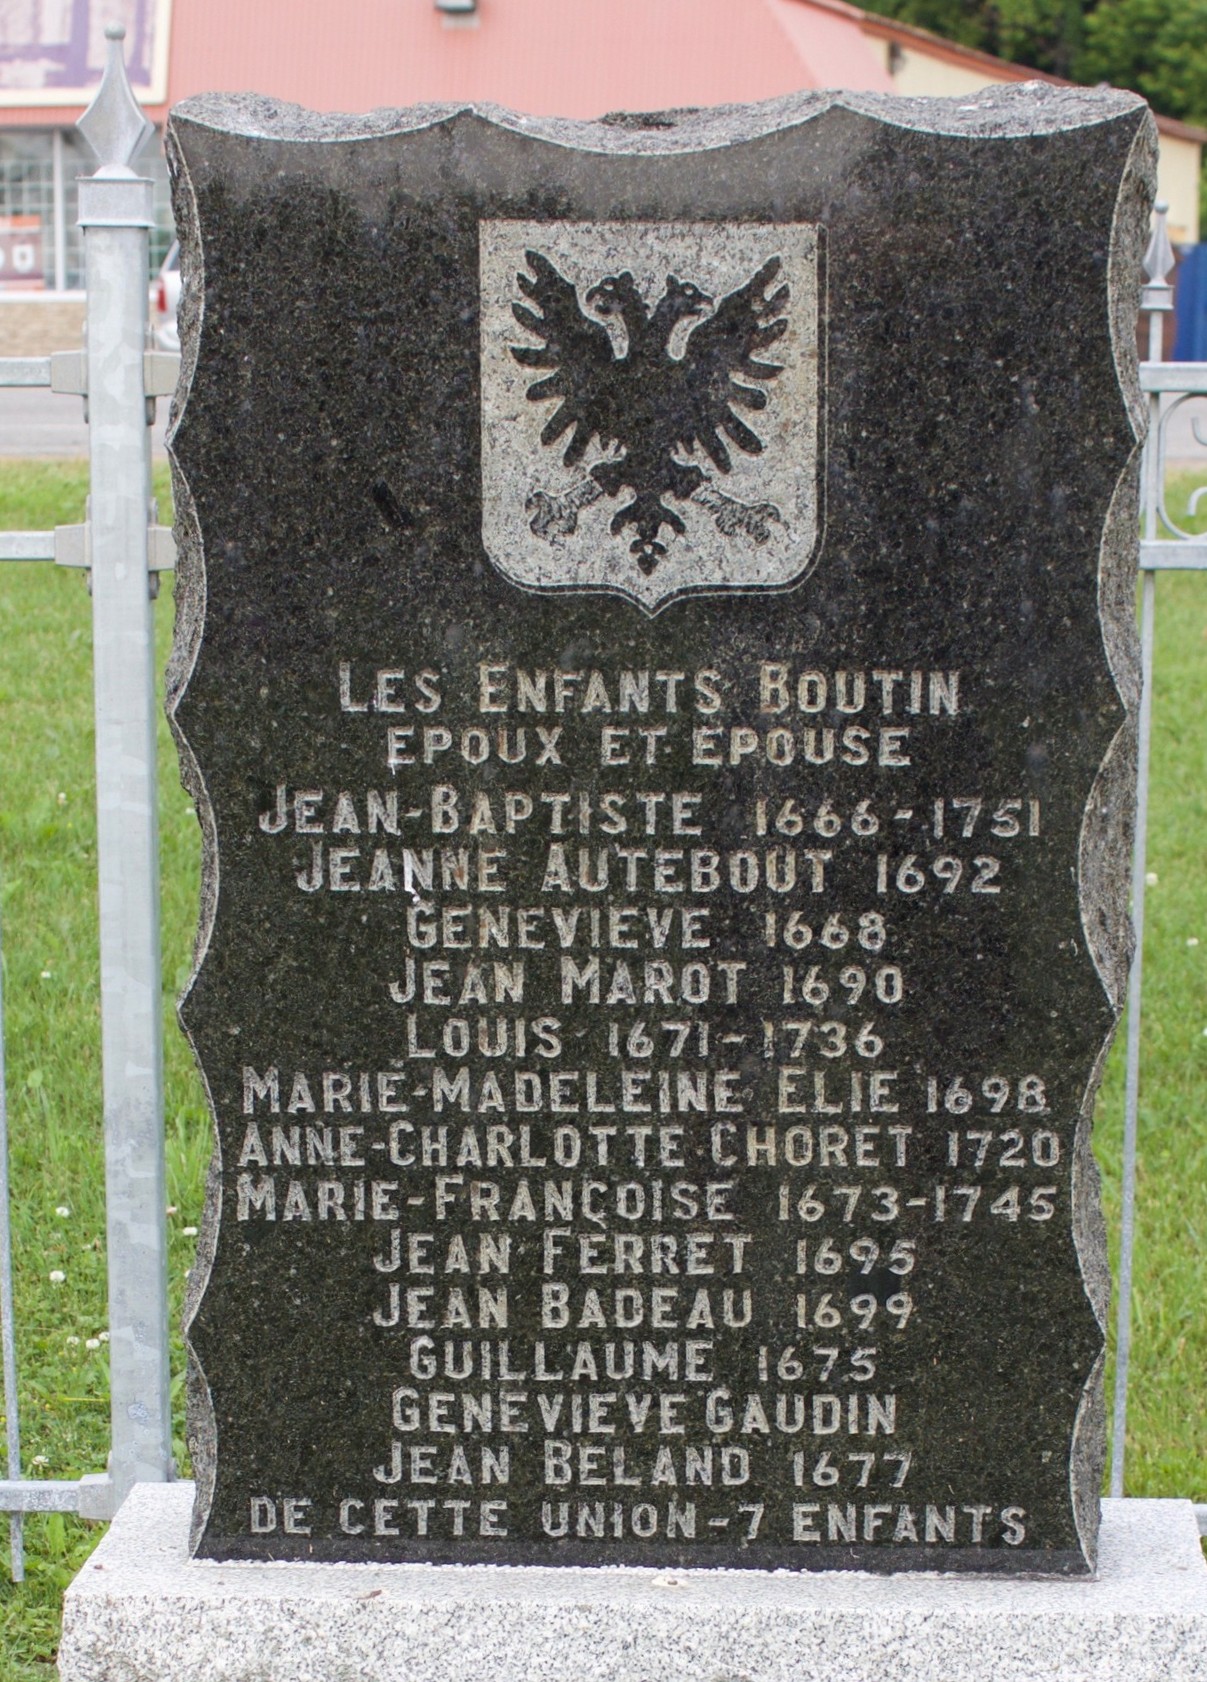 LES ENFANTS BOUTIN
EPOUX ET EPOUSE
JEAN-BAPTISTE 1666-1751
JEANNE AUTEBOUT 1692
GENEVIEVE 1668
JEAN MAROT 1690
LOUIS 1671-1736
MARIE-MADELEINE ELIE 1698
ANNE-CHARLOTTE CHORET 1720
MARIE-FRANÇOISE 1673-1745
JEAN FERRET 1695
JEAN BADEAU 1699
GUILLAUME 1675
GENEVIEVE GAUDIN
JEAN BELAND 1677
DE CETTE UNION-7 ENFANTS